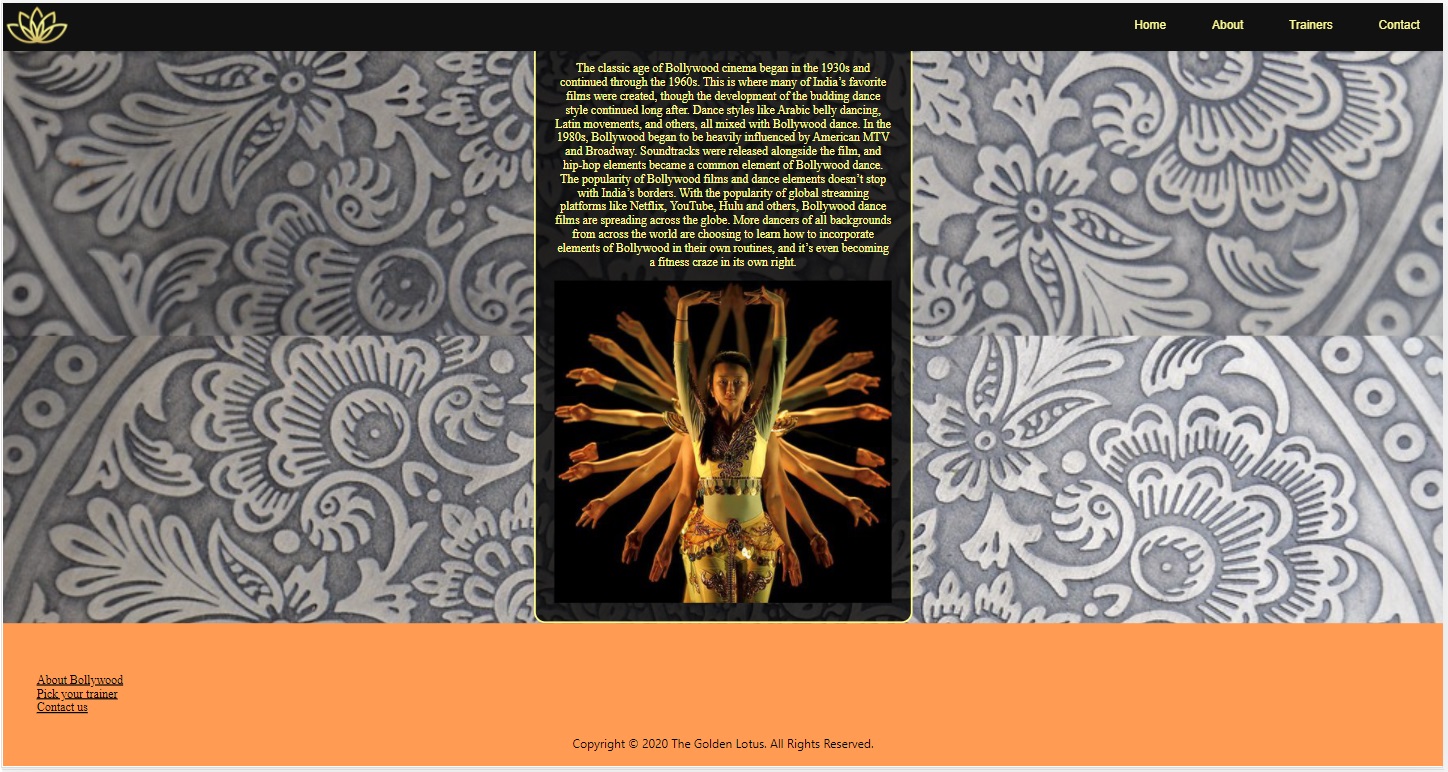 Home About Trainers Contact
The classic age of Bollywood cinema began in the 1930s and
continued through the 1960s. This is where many of India’s favorite
films were created, though the development of the budding dance
style continued long after. Dance styles like Arabic belly dancing,
Latin movements, and others, all mixed with Bollywood dance. In the
1980s. Bollywood began to be heavily influenced by American MTV
and Broadway. Soundtracks were released alongside the film, and
hip-hop elements became a common element of Bollywood dance.
The popularity of Bollywood films and dance elements doesn’t stop
with India’s borders. With the popularity of global streaming
platforms like Netflix, YouTube, Hulu and others, Bollywood dance
films are spreading across the globe. More dancers of all backgrounds
from across the world are choosing to learn how to incorporate
elements of Bollywood in their own routines, and it’s even becoming
a fitness craze in its own right.
About Bollywood
Pick your trainer
Contact us
Copyright © 2020 The Golden Lotus. All Rights Reserved.